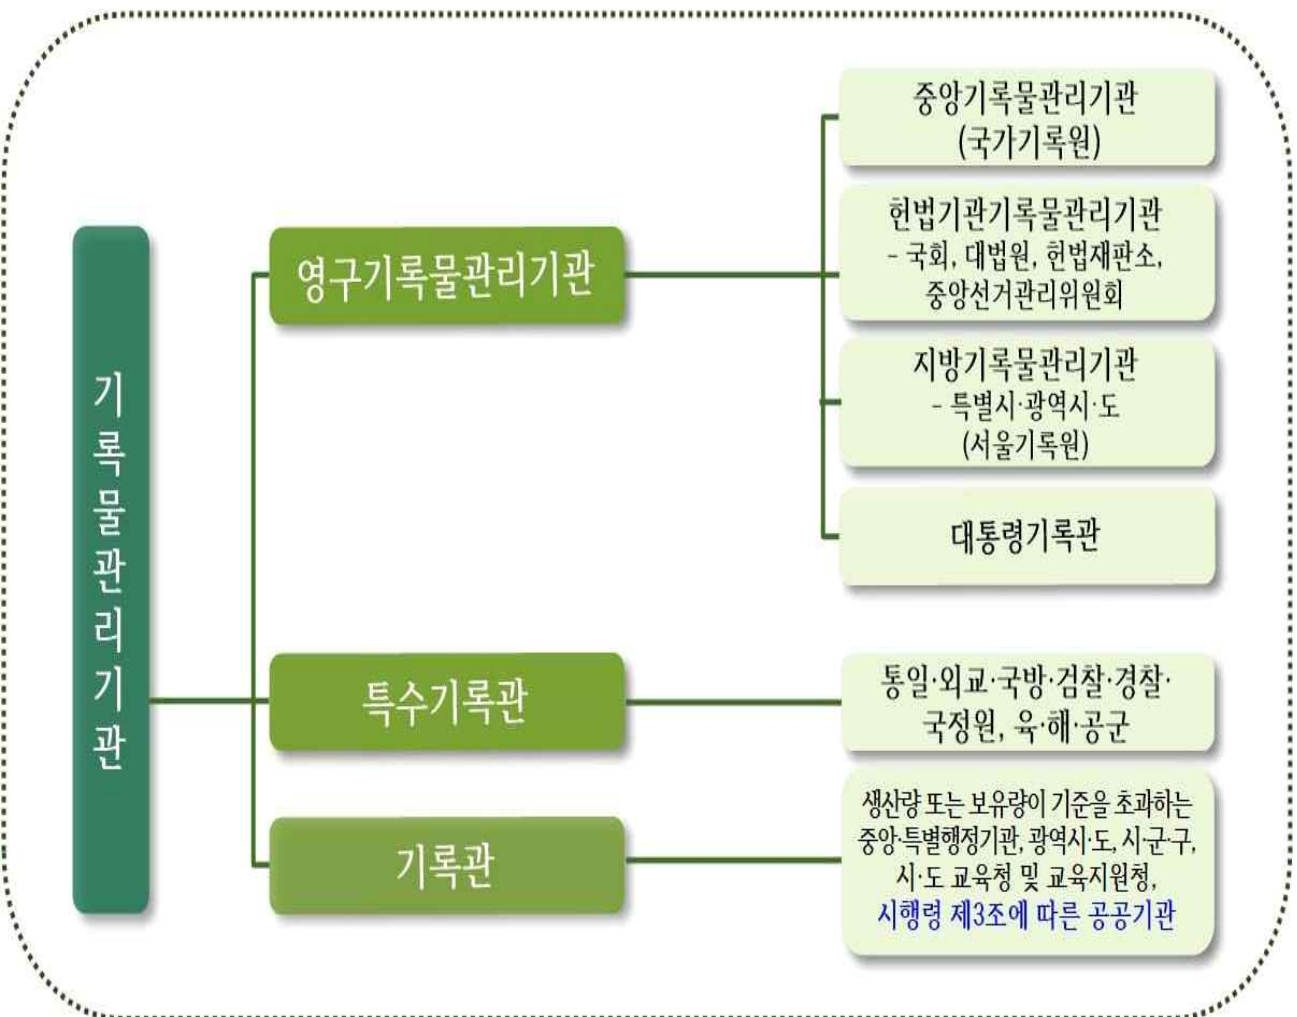 기록물관리기관
영구기록물관리기관
중앙기록물관리기관
(국가기록원)
헌법기관기록물관리기관
- 국회, 대법원, 헌법재판소,
중앙선거관리위원회
지방기록물관리기관
- 특별시·광역시·도
(서울기록원)
대통령기록관
특수기록관
통일·외교·국방·검찰·경찰·
국정원, 육·해·공군
기록관
생산량 또는 보유량이 기준을 초과하는
중앙·특별행정기관, 광역시·도, 시·군·구,
시·도 교육청 및 교육지원청,
시행령 제3조에 따른 공공기관